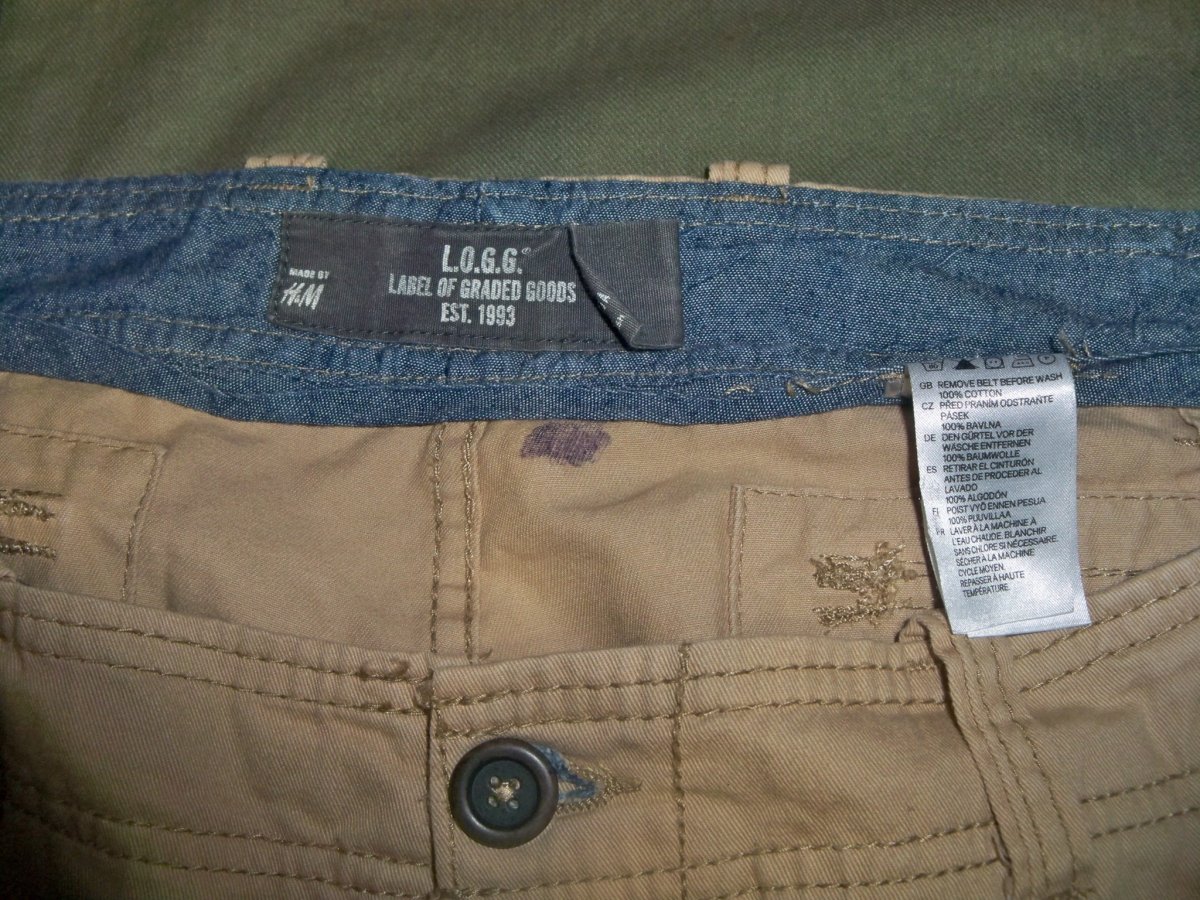 MADE BY
H&M
L.O.G.G.®
LABEL OF GRADED GOODS
EST. 1993
GB REMOVE BELT BEFORE WASH
100% COTTON
CZ PŘED PRANÍM ODSTRAŇTE
PÁSEK
100% BAVLNA
DE DEN GÜRTEL VOR DER
WÄSCHE ENTFERNEN
100% BAUMWOLLE
ES RETIRAR EL CINTURÓN
ANTES DE PROCEDER AL
LAVADO
100% ALGODÓN
FI POIST VYÖ ENNEN PESUA
100% PUUVILLAA
FR LAVER À LA MACHINE À
L'EAU CHAUDE. BLANCHIR
SANS CHLORE SI NÉCESSAIRE.
SÉCHER À LA MACHINE
CYCLE MOYEN.
REPASSER À HAUTE
TEMPÉRATURE.